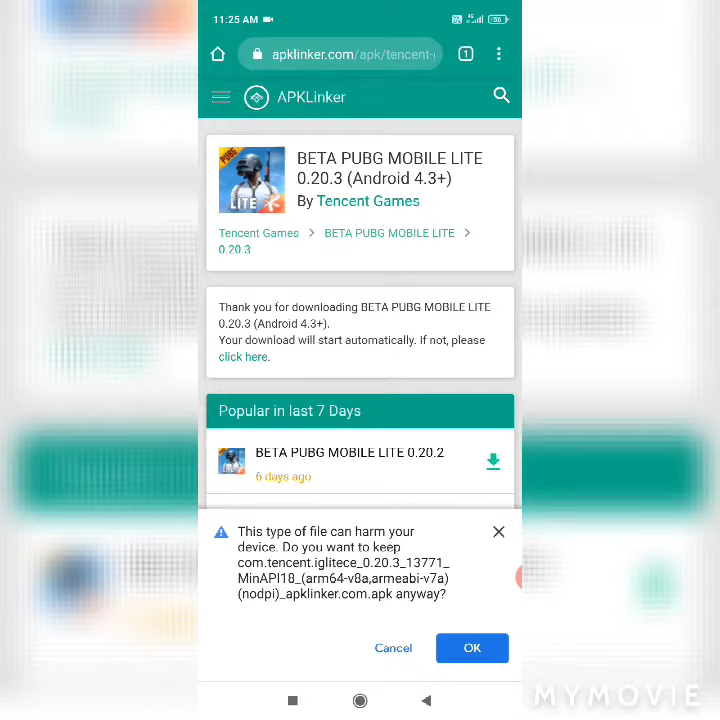 11:25 AM
4G
56
apklinker.com/apk/tencent-
1
APKLinker
PUBG
LITE
BETA PUBG MOBILE LITE
0.20.3 (Android 4.3+)
By Tencent Games
Tencent Games > BETA PUBG MOBILE LITE >
0.20.3
Thank you for downloading BETA PUBG MOBILE LITE
0.20.3 (Android 4.3+).
Your download will start automatically. If not, please
click here.
Popular in last 7 Days
BETA PUBG MOBILE LITE 0.20.2
6 days ago
This type of file can harm your
device. Do you want to keep
com.tencent.iglitece_0.20.3_13771_
MinAPI18_(arm64-v8a,armeabi-v7a)
(nodpi)_apklinker.com.apk anyway?
Cancel
OK
MYMOVIE